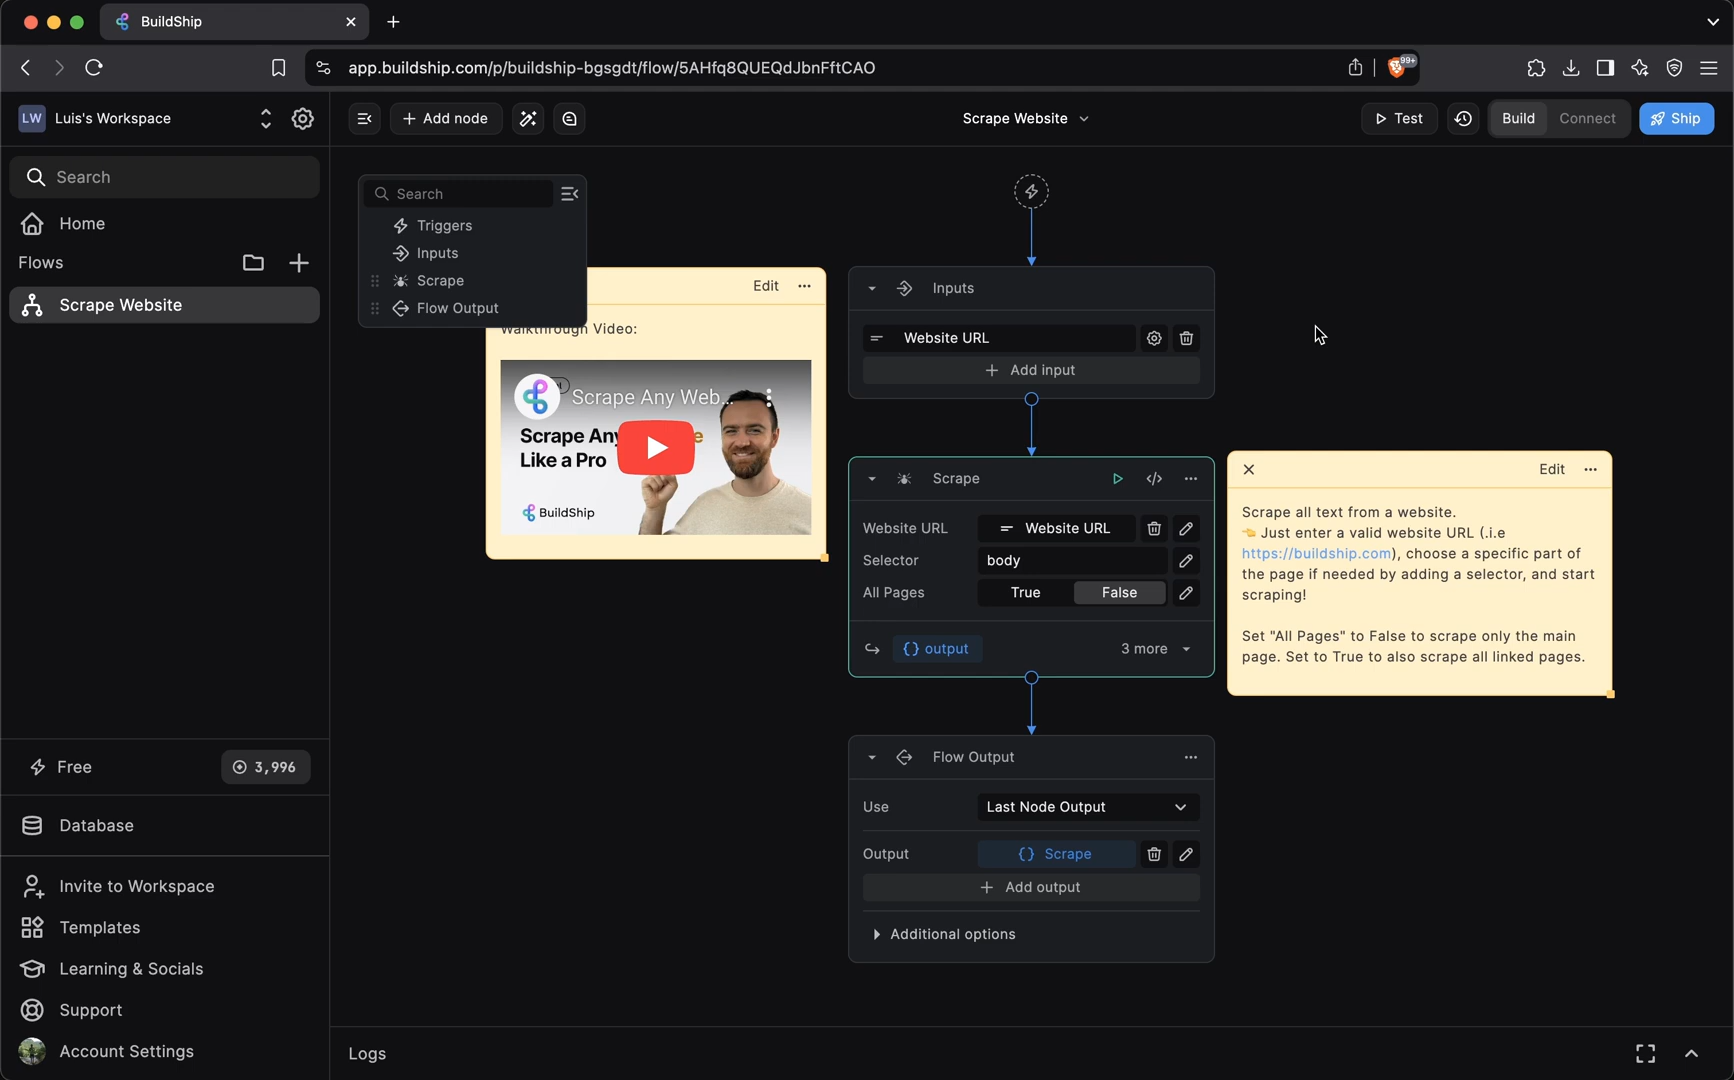 BuildShip
app.buildship.com/p/buildship-bgsgdt/flow/5AHfq8QUEQdJbnFftCAO
99+
LW
Luis's Workspace
Add node
Scrape Website
Test
Build
Connect
Ship
Search
Home
Flows
Scrape Website
Search
Triggers
Inputs
Scrape
Flow Output
Edit
Walkthrough Video:
Scrape Any Web...
Scrape Any
e
Like a Pro
BuildShip
Inputs
Website URL
Add input
Scrape
Website URL
Website URL
Selector
body
All Pages
True
False
output
3 more
Edit
Scrape all text from a website.
👈 Just enter a valid website URL (.i.e
https://buildship.com), choose a specific part of
the page if needed by adding a selector, and start
scraping!
Set "All Pages" to False to scrape only the main
page. Set to True to also scrape all linked pages.
Flow Output
Use
Last Node Output
Output
Scrape
Add output
Additional options
Free
3,996
Database
Invite to Workspace
Templates
Learning & Socials
Support
Account Settings
Logs